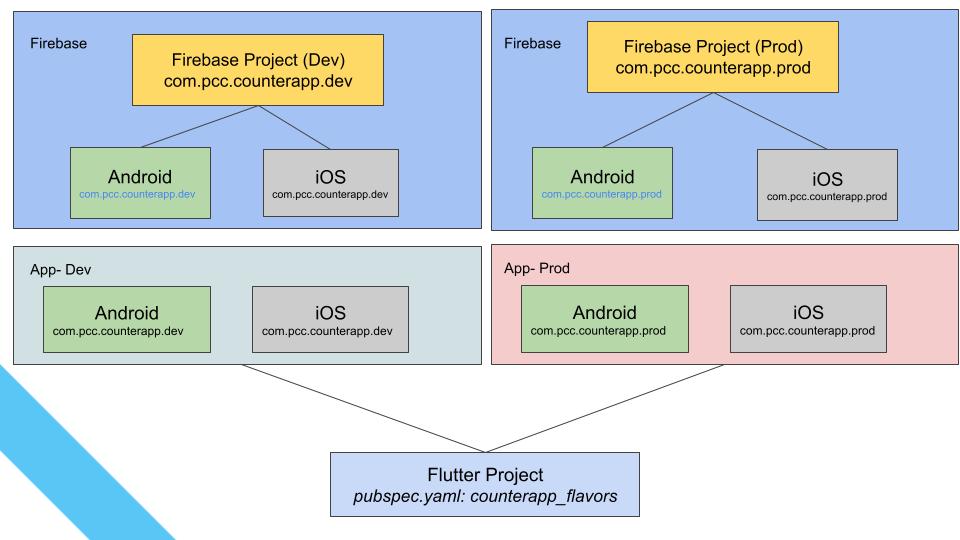 Firebase
Firebase Project (Dev)
com.pcc.counterapp.dev
Android
com.pcc.counterapp.dev
iOS
com.pcc.counterapp.dev
Firebase
Firebase Project (Prod)
com.pcc.counterapp.prod
Android
com.pcc.counterapp.prod
iOS
com.pcc.counterapp.prod
App- Dev
Android
com.pcc.counterapp.dev
iOS
com.pcc.counterapp.dev
App- Prod
Android
com.pcc.counterapp.prod
iOS
com.pcc.counterapp.prod
Flutter Project
pubspec.yaml: counterapp_flavors